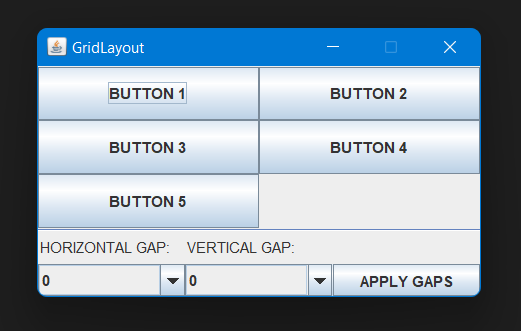 GridLayout
BUTTON 1 BUTTON 2
BUTTON 3 BUTTON 4
BUTTON 5
HORIZONTAL GAP: VERTICAL GAP:
0 0 APPLY GAPS